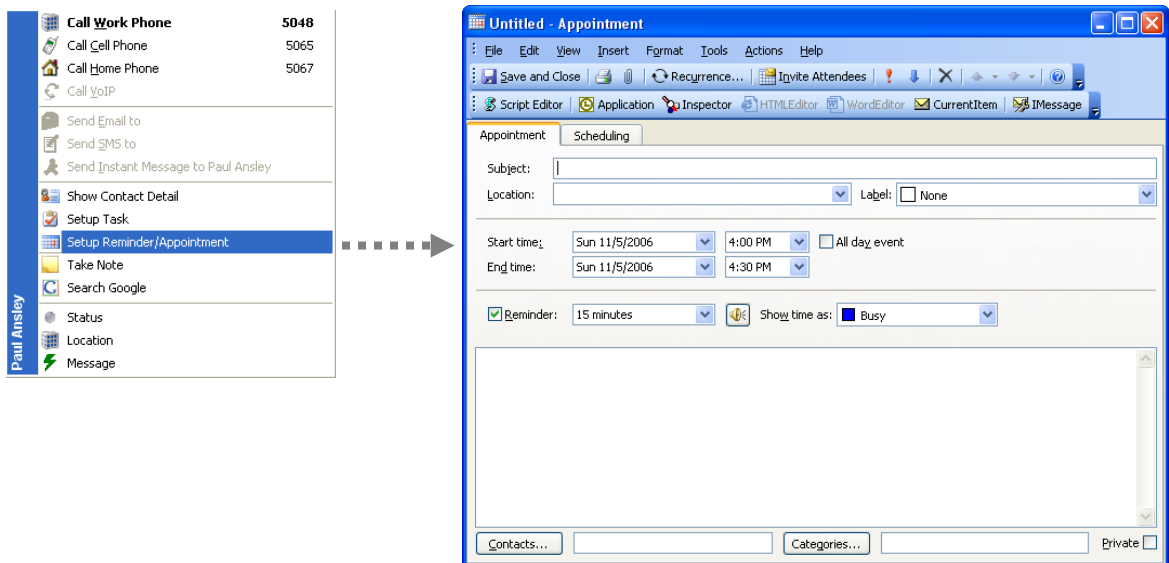 Call Work Phone 5048
Call Cell Phone 5065
Call Home Phone 5067
Call VoIP
Send Email to
Send SMS to
Send Instant Message to Paul Ansley
Show Contact Detail
Setup Task
Setup Reminder/Appointment
Take Note
Search Google
Status
Location
Message
Paul Ansley
Untitled - Appointment
File Edit View Insert Format Tools Actions Help
Save and Close Recurrence... Invite Attendees
Script Editor Application Inspector HTMLEditor WordEditor CurrentItem IMessage
Appointment Scheduling
Subject:
Location: Label: None
Start time: Sun 11/5/2006 4:00 PM All day event
End time: Sun 11/5/2006 4:30 PM
Reminder: 15 minutes Show time as: Busy
Contacts... Categories... Private